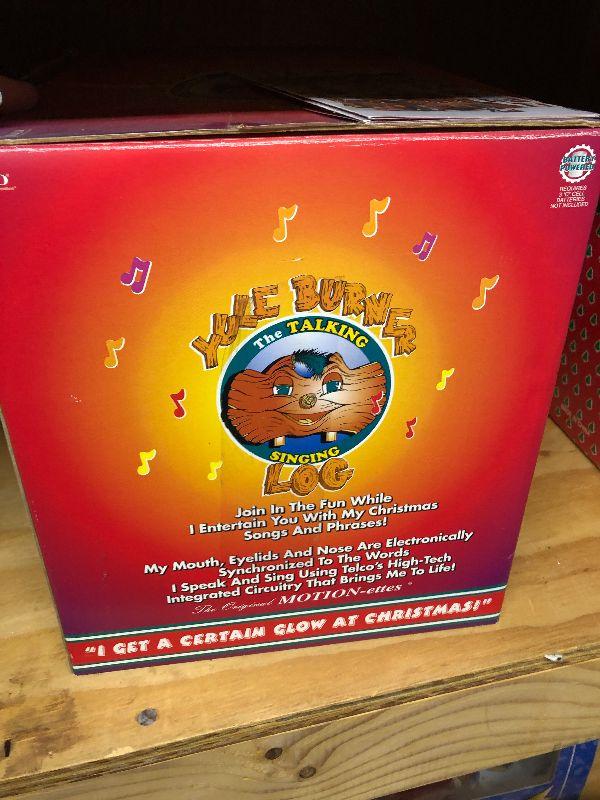 BATTERY
POWERED
REQUIRES
3 "C" CELL
BATTERIES
NOT INCLUDED
YULE BURNER
The TALKING
SINGING
LOG
Join In The Fun While
I Entertain You With My Christmas
Songs And Phrases!
My Mouth, Eyelids And Nose Are Electronically
Synchronized To The Words
I Speak And Sing Using Telco's High-Tech
Integrated Circuitry That Brings Me To Life!
The Original MOTION-ettes ®
"I GET A CERTAIN GLOW AT CHRISTMAS!"